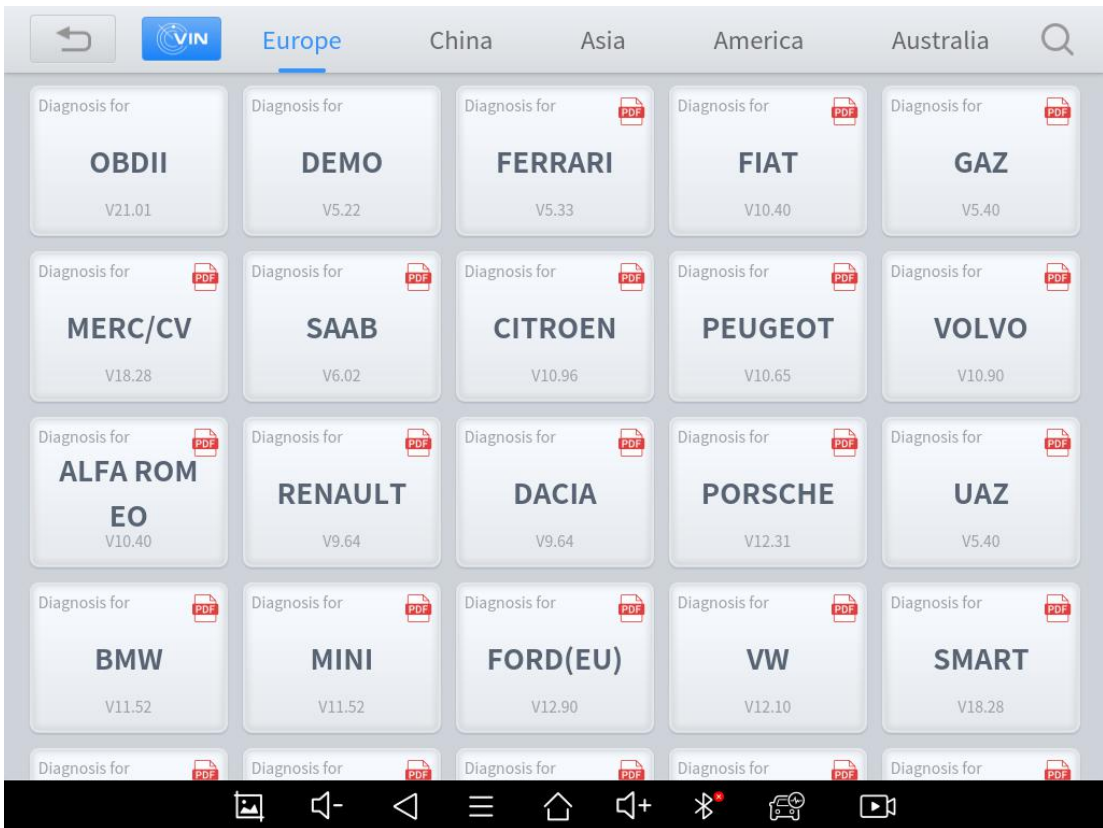 VIN Europe China Asia America Australia
Diagnosis for Diagnosis for Diagnosis for PDF Diagnosis for PDF Diagnosis for PDF
OBDII DEMO FERRARI FIAT GAZ
V21.01 V5.22 V5.33 V10.40 V5.40
Diagnosis for PDF Diagnosis for PDF Diagnosis for PDF Diagnosis for PDF Diagnosis for PDF
MERC/CV SAAB CITROEN PEUGEOT VOLVO
V18.28 V6.02 V10.96 V10.65 V10.90
Diagnosis for PDF Diagnosis for PDF Diagnosis for PDF Diagnosis for PDF Diagnosis for PDF
ALFA ROM
EO RENAULT DACIA PORSCHE UAZ
V10.40 V9.64 V9.64 V12.31 V5.40
Diagnosis for PDF Diagnosis for PDF Diagnosis for PDF Diagnosis for PDF Diagnosis for PDF
BMW MINI FORD(EU) VW SMART
V11.52 V11.52 V12.90 V12.10 V18.28
Diagnosis for PDF Diagnosis for PDF Diagnosis for PDF Diagnosis for PDF Diagnosis for PDF